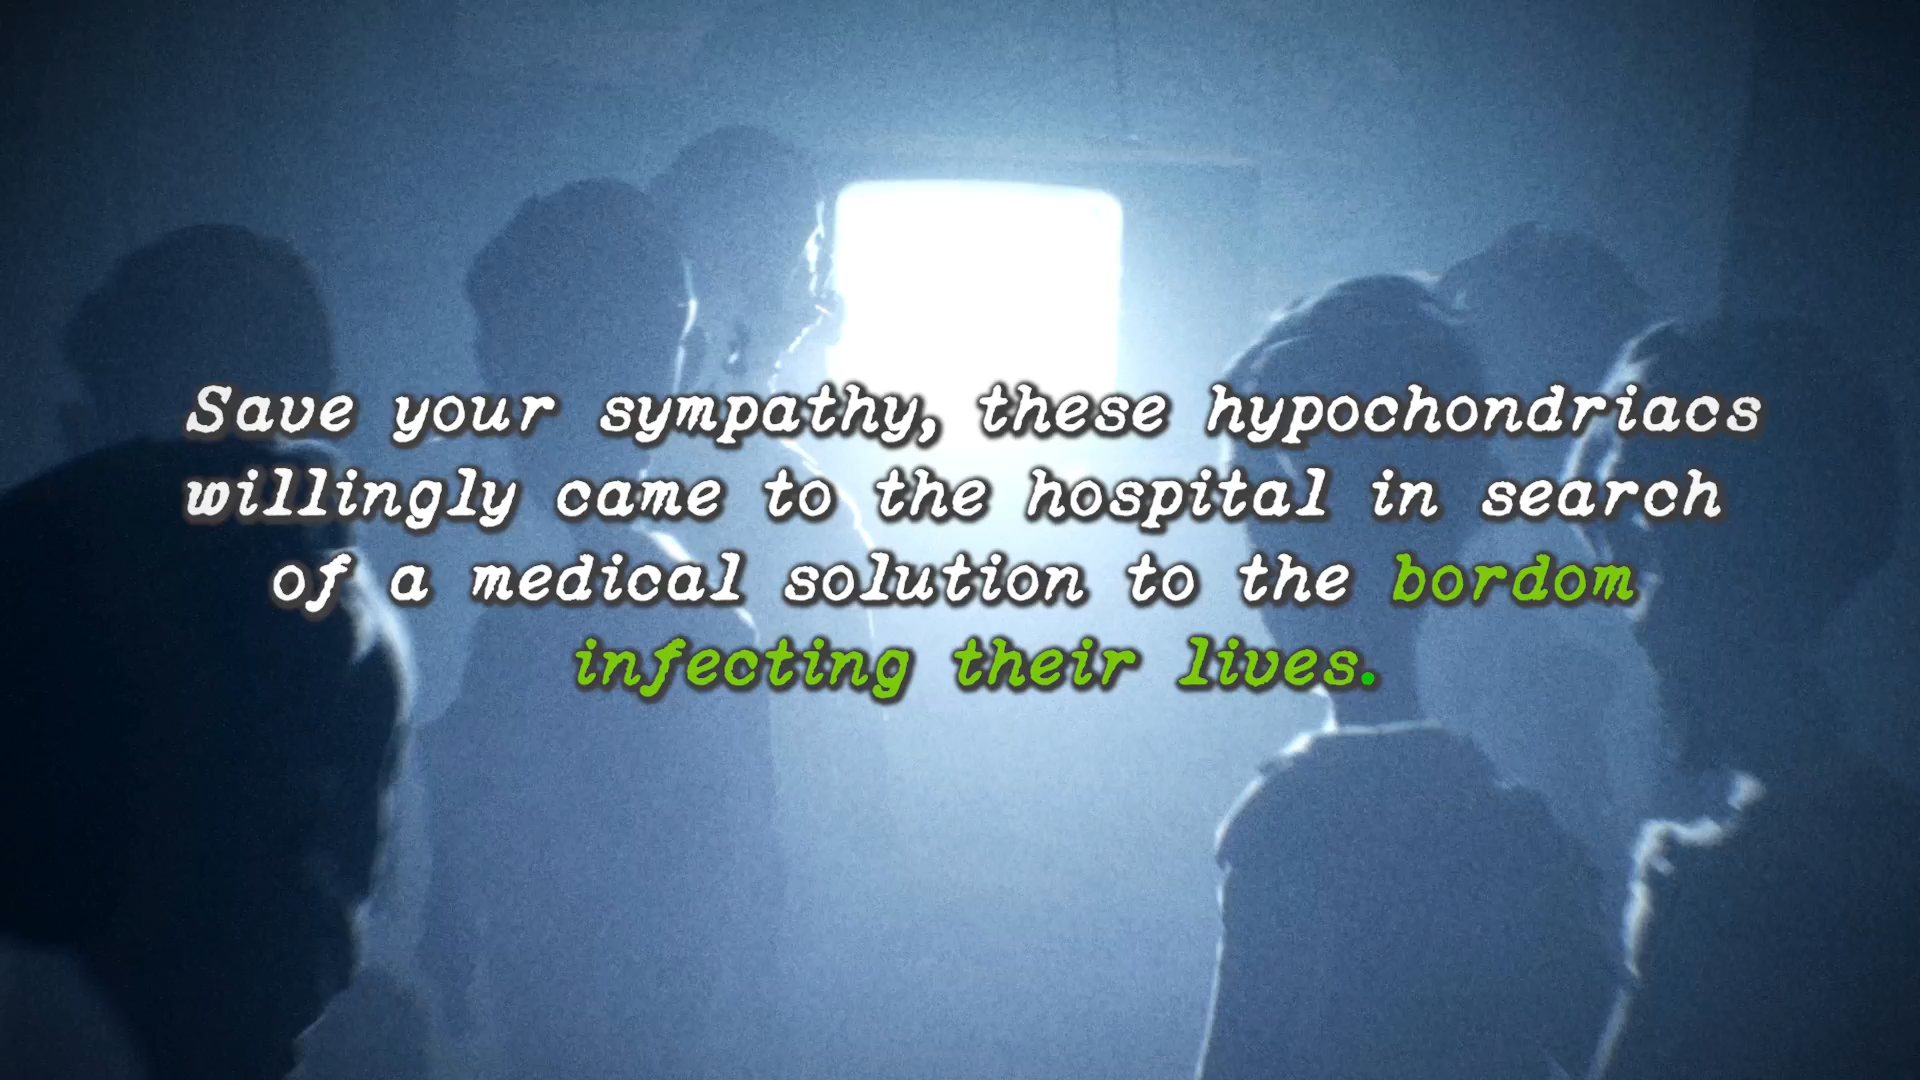 Save your sympathy, these hypochondriacs
willingly came to the hospital in search
of a medical solution to the bordom
infecting their lives.